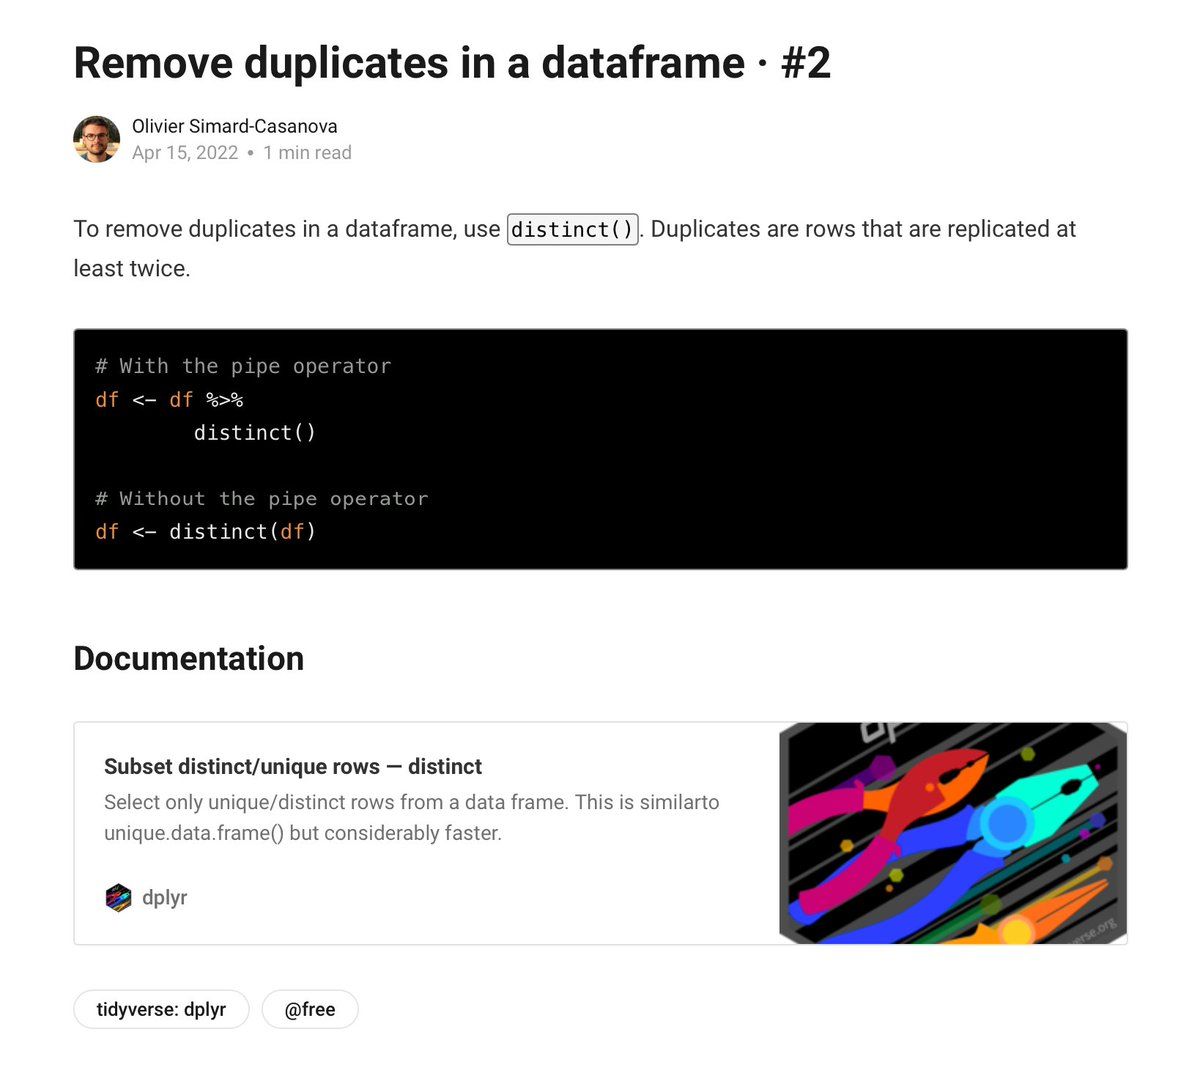 Remove duplicates in a dataframe · #2
Olivier Simard-Casanova
Apr 15, 2022 • 1 min read
To remove duplicates in a dataframe, use distinct(). Duplicates are rows that are replicated at
least twice.
# With the pipe operator
df <- df %>%
        distinct()
# Without the pipe operator
df <- distinct(df)
Documentation
Subset distinct/unique rows — distinct
Select only unique/distinct rows from a data frame. This is similarto
unique.data.frame() but considerably faster.
dplyr
dp
verse.org
tidyverse: dplyr
@free